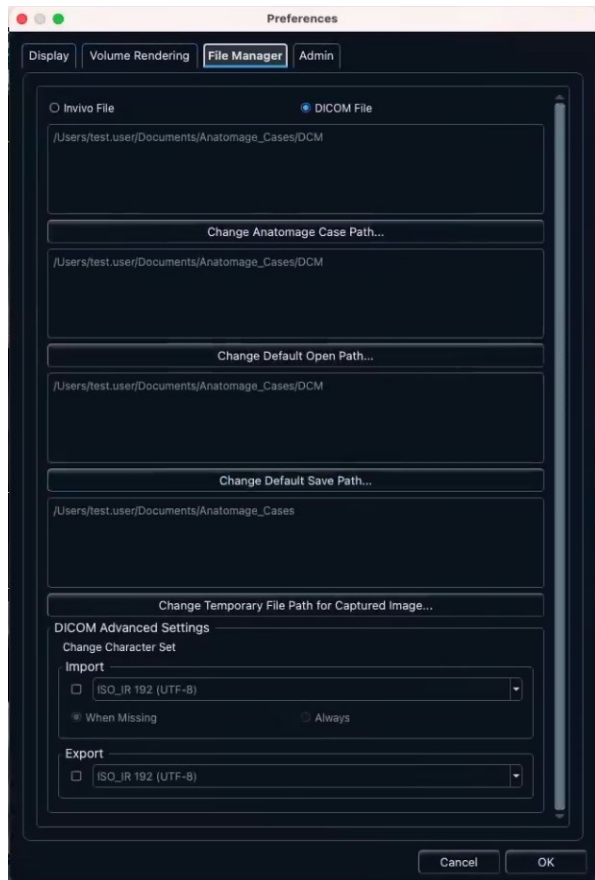 Preferences
Display Volume Rendering File Manager Admin
Invivo File DICOM File
/Users/test.user/Documents/Anatomage_Cases/DCM
Change Anatomage Case Path...
/Users/test.user/Documents/Anatomage_Cases/DCM
Change Default Open Path...
/Users/test.user/Documents/Anatomage_Cases/DCM
Change Default Save Path...
/Users/test.user/Documents/Anatomage_Cases
Change Temporary File Path for Captured Image...
DICOM Advanced Settings
Change Character Set
Import
ISO_IR 192 (UTF-8)
When Missing Always
Export
ISO_IR 192 (UTF-8)
Cancel OK